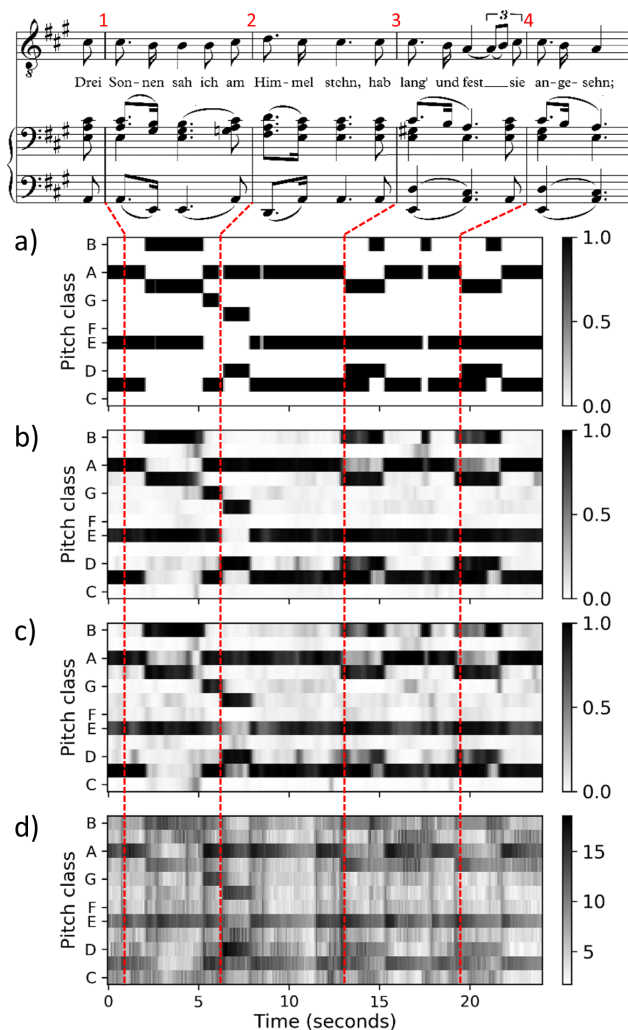 1 2 3 4
3
8
Drei Son-nen sah ich am Him-mel stehn, hab lang' und fest___sie an-ge-sehn;
a)
B
A
G
F
E
D
C
Pitch class
1.0
0.5
0.0
b)
B
A
G
F
E
D
C
Pitch class
1.0
0.5
0.0
c)
B
A
G
F
E
D
C
Pitch class
1.0
0.5
0.0
d)
B
A
G
F
E
D
C
Pitch class
15
10
5
0 5 10 15 20
Time (seconds)